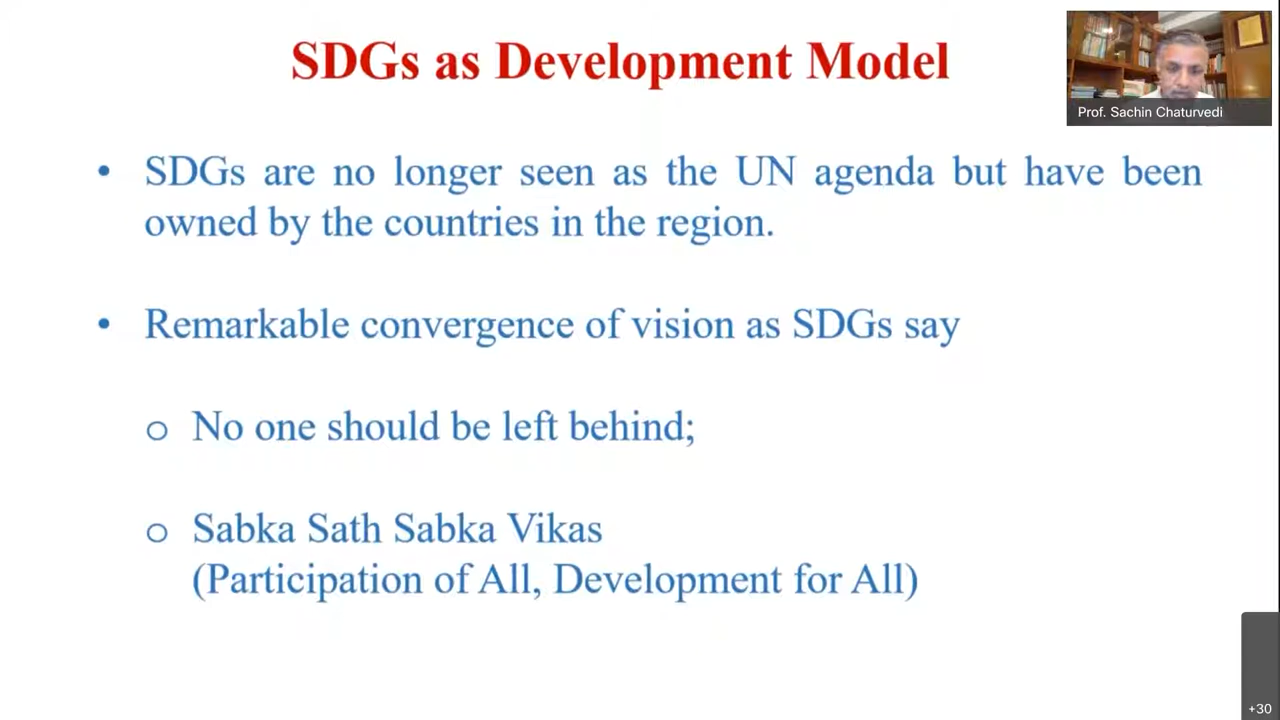 SDGs as Development Model
Prof. Sachin Chaturvedi
• SDGs are no longer seen as the UN agenda but have been
owned by the countries in the region.
• Remarkable convergence of vision as SDGs say
o No one should be left behind;
o Sabka Sath Sabka Vikas
(Participation of All, Development for All)
+30